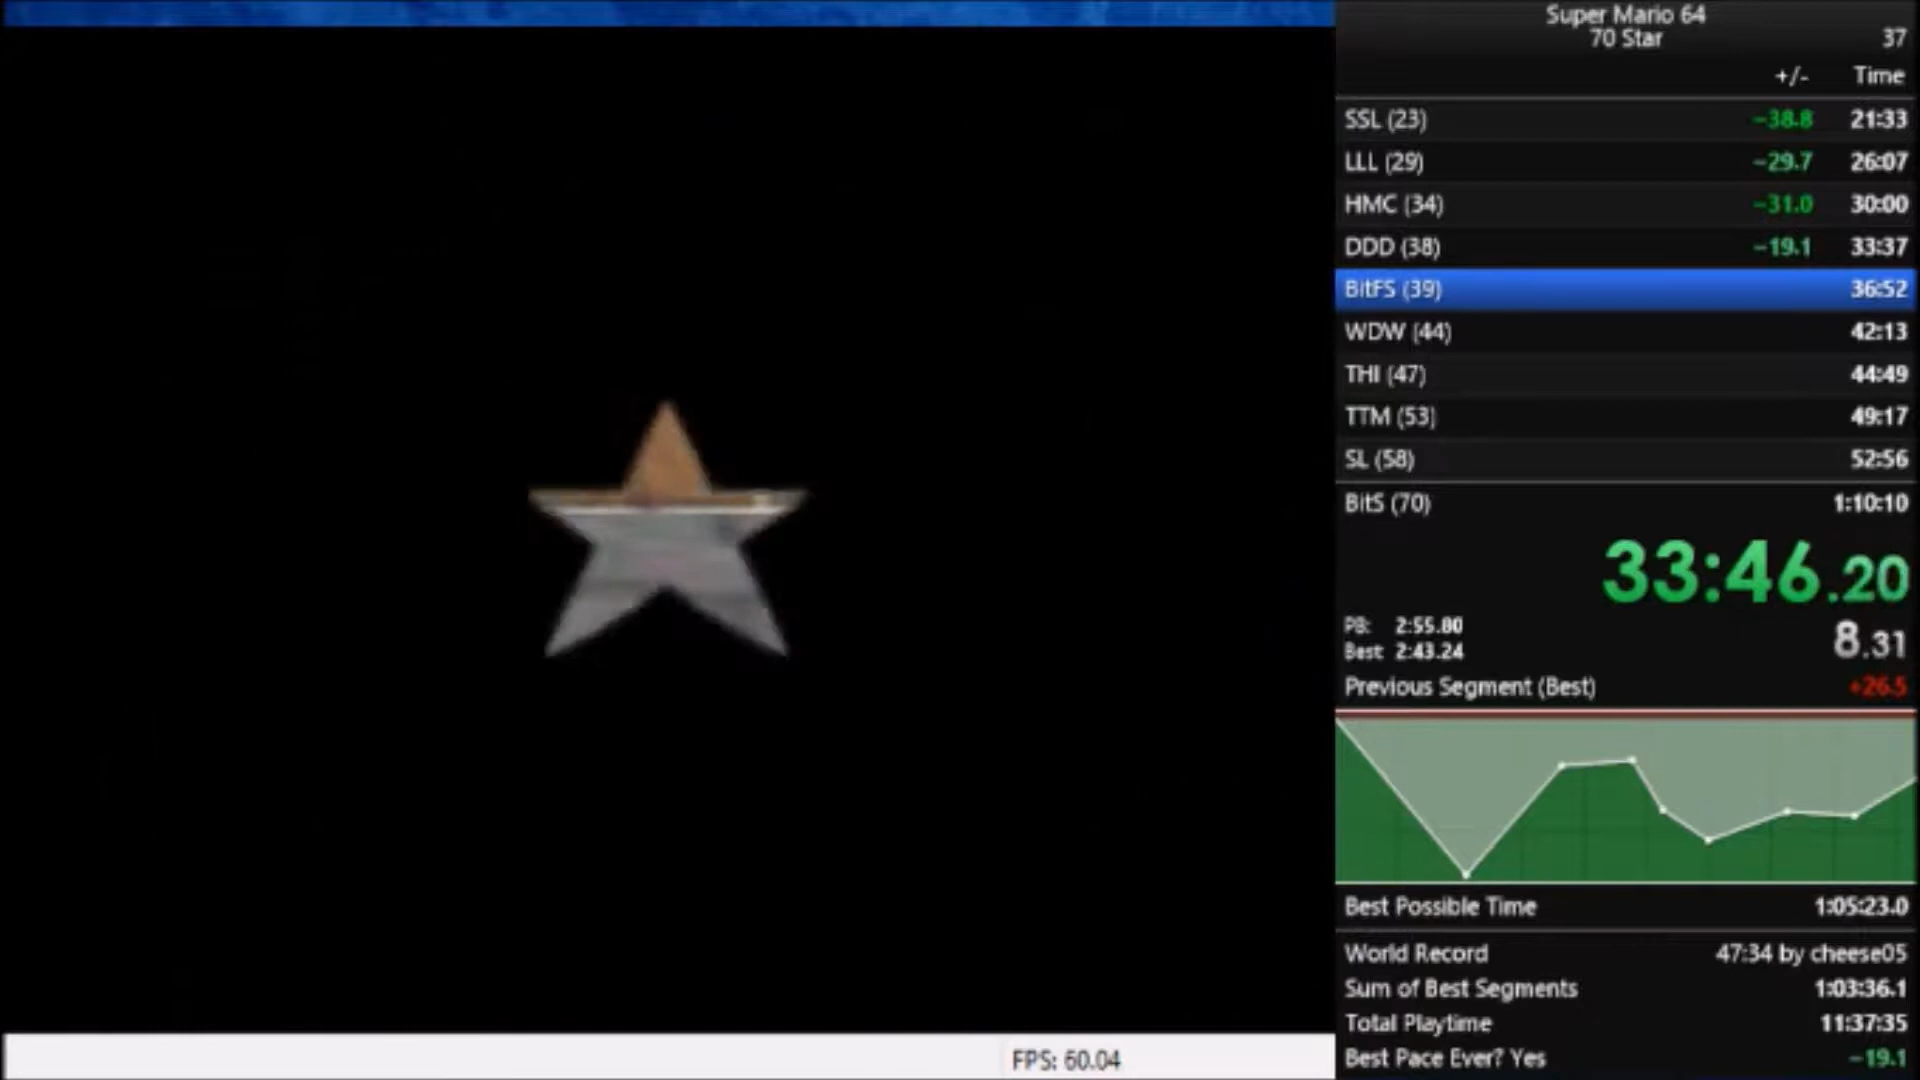 Super Mario 64
70 Star 37
+/- Time
SSL (23) -38.8 21:33
LLL (29) -29.7 26:07
HMC (34) -31.0 30:00
DDD (38) -19.1 33:37
BitFS (39) 36:52
WDW (44) 42:13
THI (47) 44:49
TTM (53) 49:17
SL (58) 52:56
BitS (70) 1:10:10
33:46.20
PB: 2:55.80
8.31
Best: 2:43.24
Previous Segment (Best) +26.5
Best Possible Time 1:05:23.0
World Record 47:34 by cheese05
Sum of Best Segments 1:03:36.1
Total Playtime 11:37:35
Best Pace Ever? Yes -19.1
FPS: 60.04